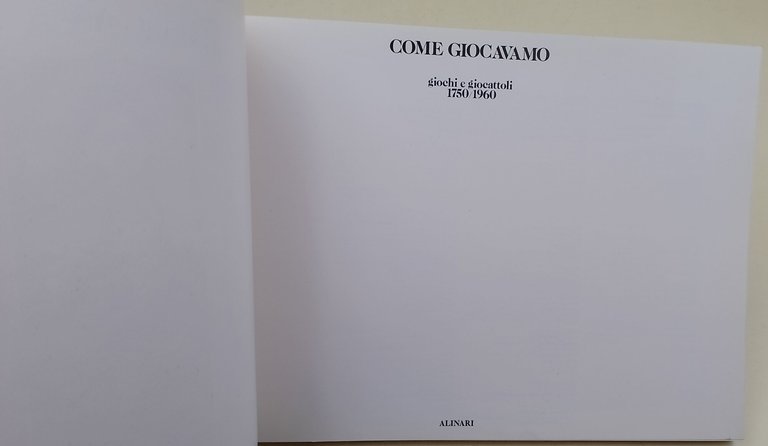 COME GIOCAVAMO
giochi e giocattoli
1750/1960
ALINARI